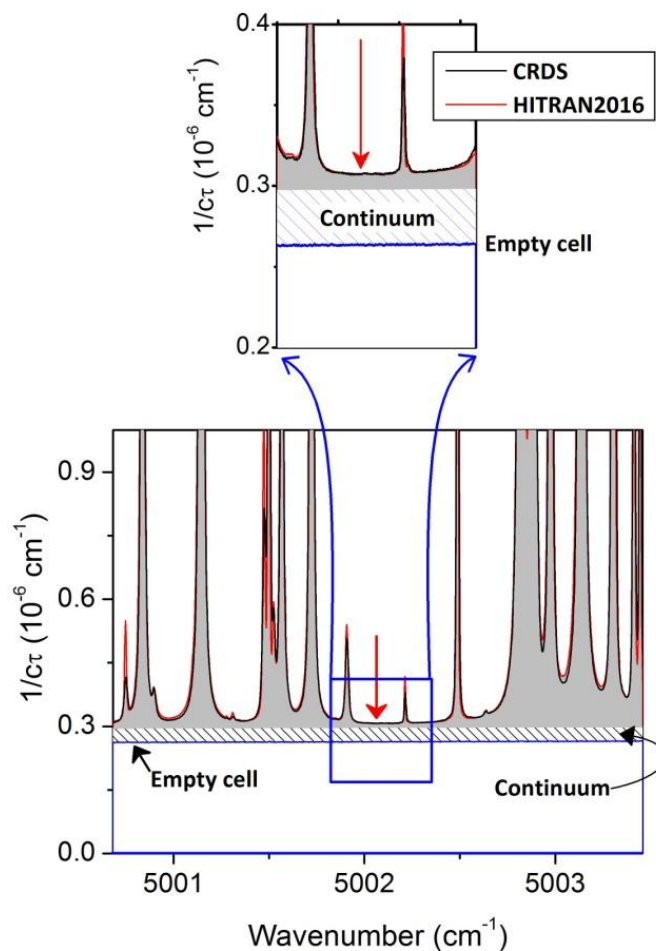 0.4
0.3
0.2
1/cτ (10⁻⁶ cm⁻¹)
CRDS
HITRAN2016
Continuum
Empty cell
0.9
0.6
0.3
0.0
1/cτ (10⁻⁶ cm⁻¹)
Empty cell
Continuum
5001
5002
5003
Wavenumber (cm⁻¹)